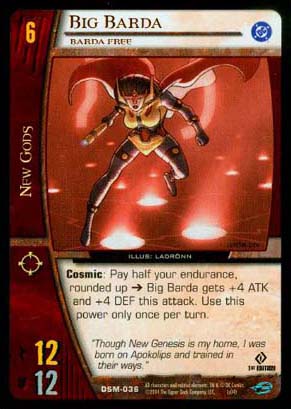 6
BIG BARDA
BARDA FREE
NEW GODS
ILLUS: LADRÖNN
Cosmic: Pay half your endurance,
rounded up ➔ Big Barda gets +4 ATK
and +4 DEF this attack. Use this
power only once per turn.
"Though New Genesis is my home, I was
born on Apokolips and trained in
their ways."
12
12
DSM-036
1ST EDITION